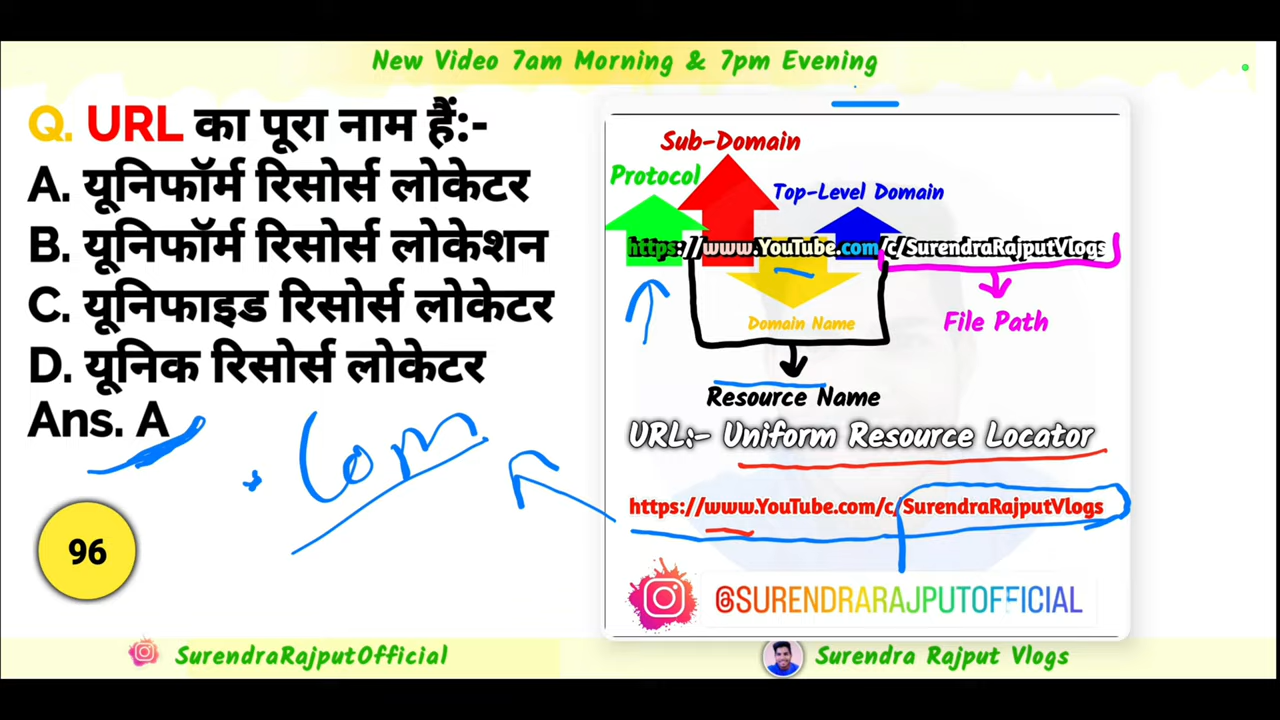 New Video 7am Morning & 7pm Evening
Q. URL का पूरा नाम हैं:-
A. यूनिफॉर्म रिसोर्स लोकेटर
B. यूनिफॉर्म रिसोर्स लोकेशन
C. यूनिफाइड रिसोर्स लोकेटर
D. यूनिक रिसोर्स लोकेटर
Ans. A
. Com
96
Sub-Domain
Protocol
Top-Level Domain
https://www.YouTube.com/c/SurendraRajputVlogs
Domain Name
File Path
Resource Name
URL:- Uniform Resource Locator
https://www.YouTube.com/c/SurendraRajputVlogs
@SURENDRARAJPUTOFFICIAL
SurendraRajputOfficial
Surendra Rajput Vlogs